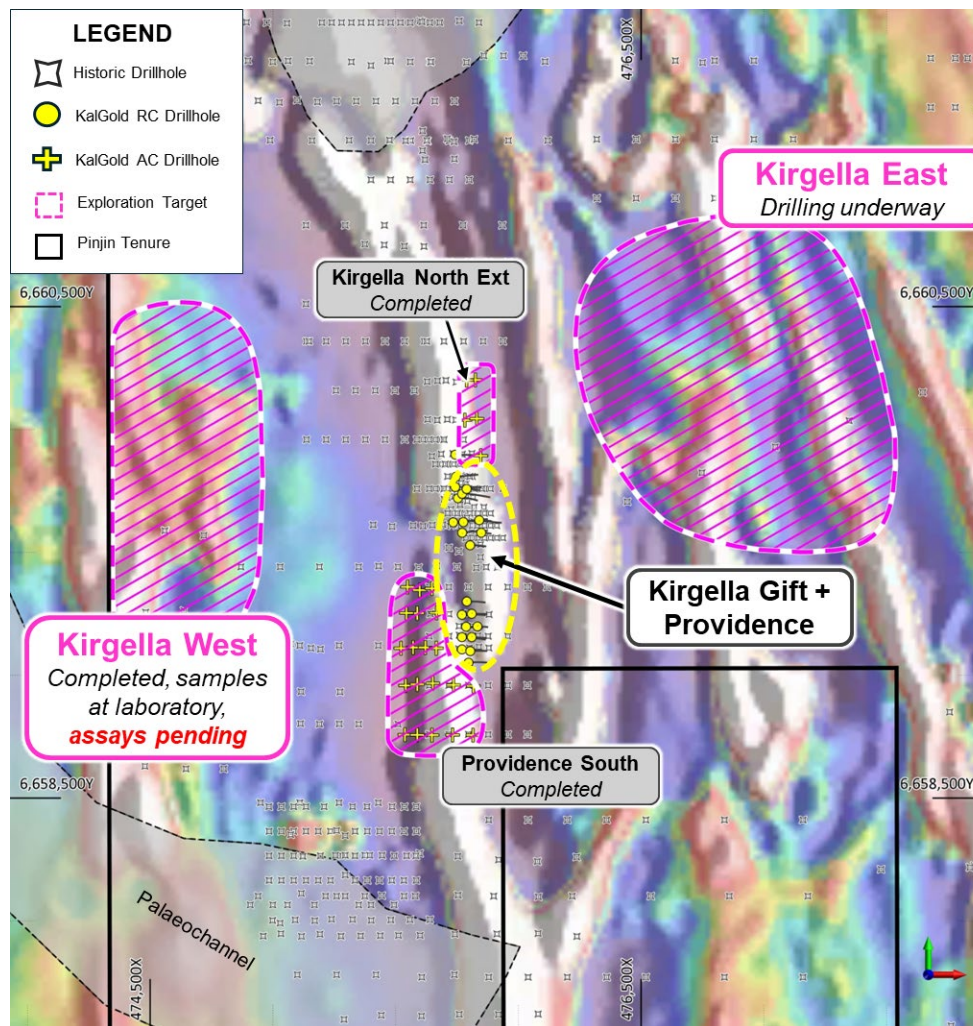 LEGEND
Historic Drillhole
KalGold RC Drillhole
KalGold AC Drillhole
Exploration Target
Pinjin Tenure
476,500X
Kirgella East
Drilling underway
Kirgella North Ext
Completed
6,660,500Y
6,660,500Y
Kirgella Gift +
Providence
Kirgella West
Completed, samples
at laboratory,
assays pending
Providence South
Completed
6,658,500Y
6,658,500Y
Palaeochannel
474,500X
476,500X